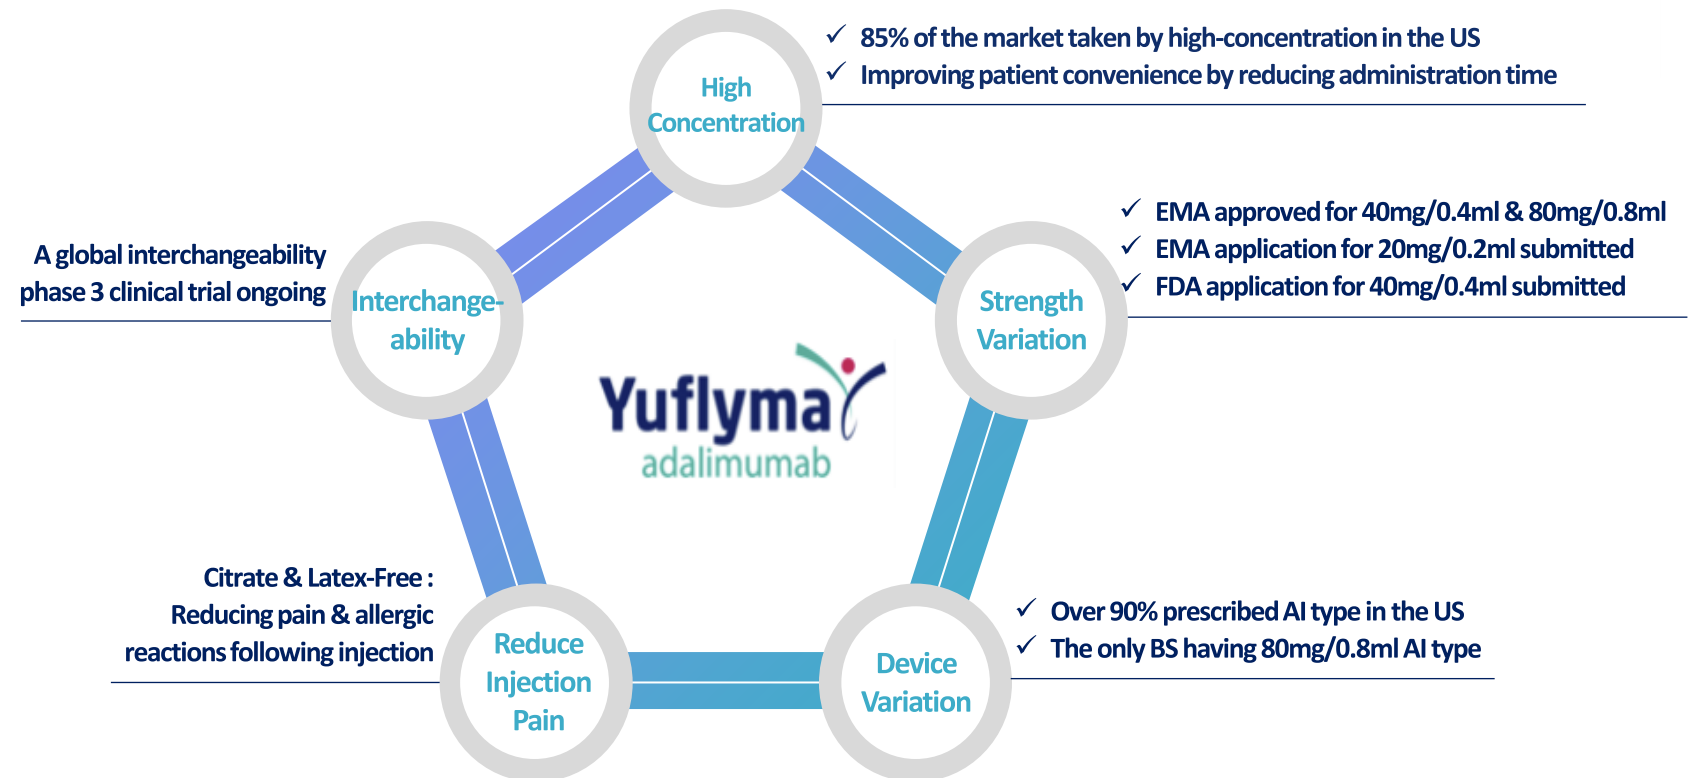 High
Concentration
✓ 85% of the market taken by high-concentration in the US
✓ Improving patient convenience by reducing administration time
Strength
Variation
✓ EMA approved for 40mg/0.4ml & 80mg/0.8ml
✓ EMA application for 20mg/0.2ml submitted
✓ FDA application for 40mg/0.4ml submitted
A global interchangeability
phase 3 clinical trial ongoing
Interchange-
ability
Yuflyma
adalimumab
Citrate & Latex-Free :
Reducing pain & allergic
reactions following injection
Reduce
Injection
Pain
Device
Variation
✓ Over 90% prescribed AI type in the US
✓ The only BS having 80mg/0.8ml AI type